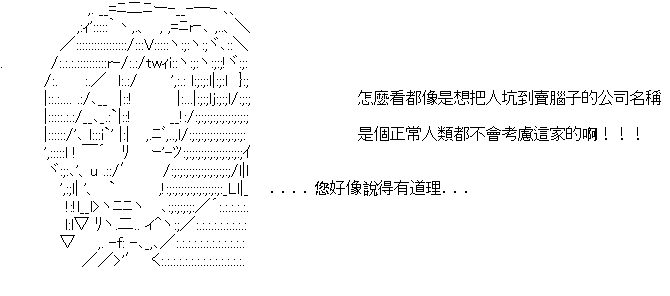 怎麼看都像是想把人坑到賣腦子的公司名稱
是個正常人類都不會考慮這家的啊！！！
....您好像說得有道理...